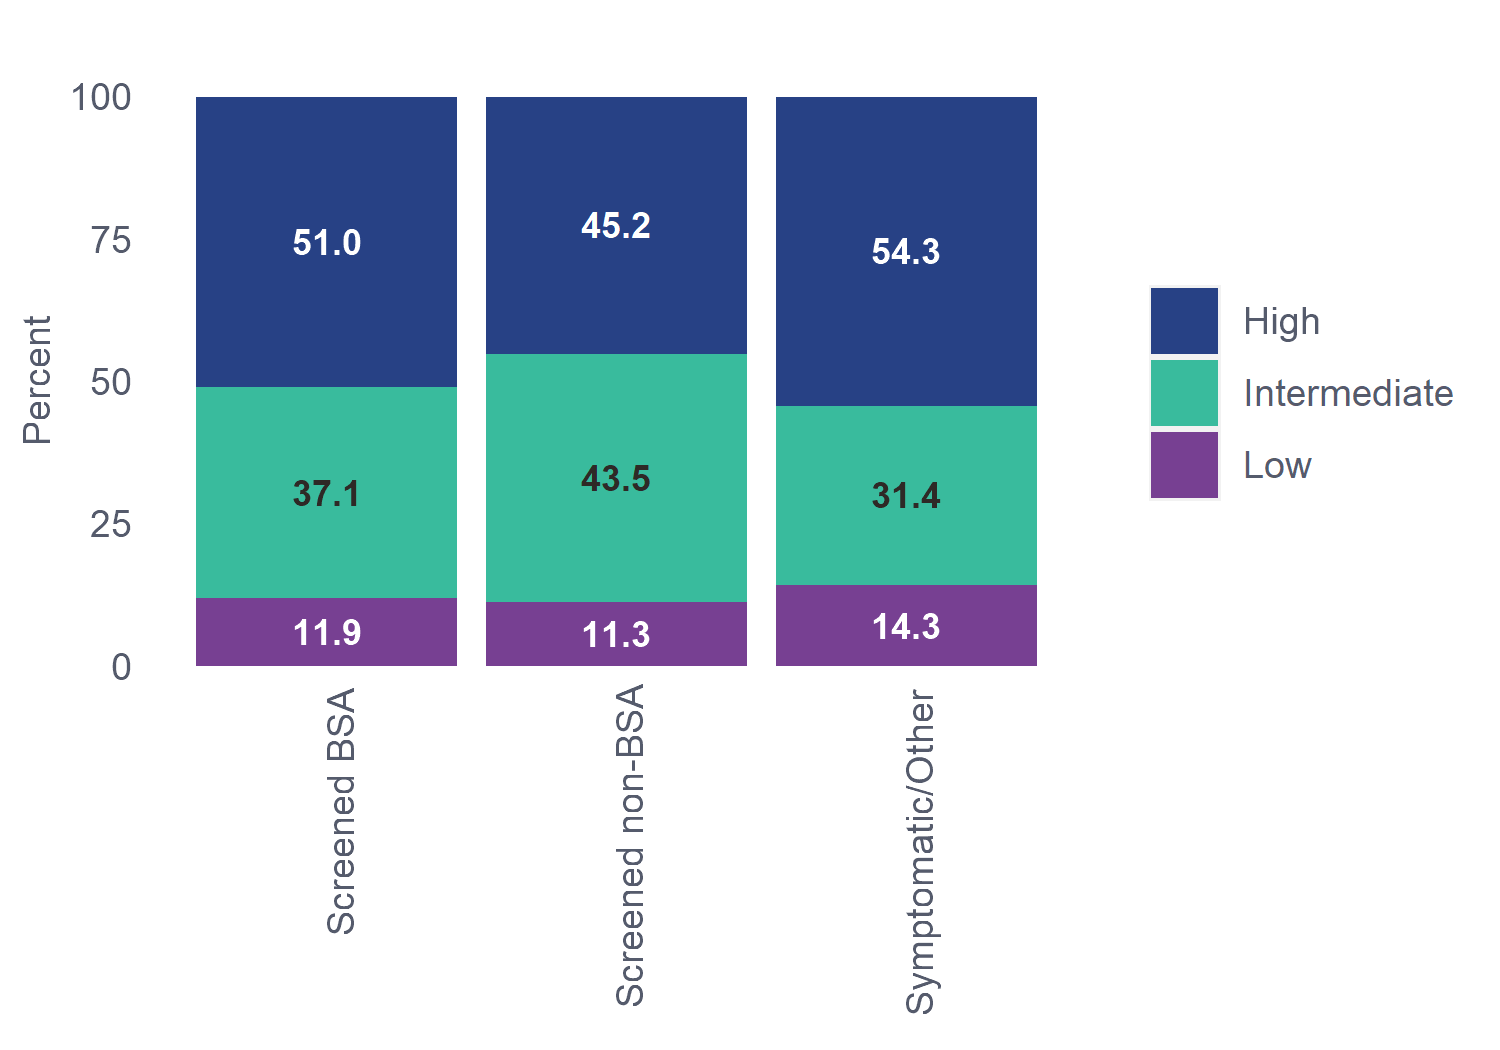 Percent
100
75
50
25
0
51.0
45.2
54.3
37.1
43.5
31.4
11.9
11.3
14.3
Screened BSA
Screened non-BSA
Symptomatic/Other
High
Intermediate
Low